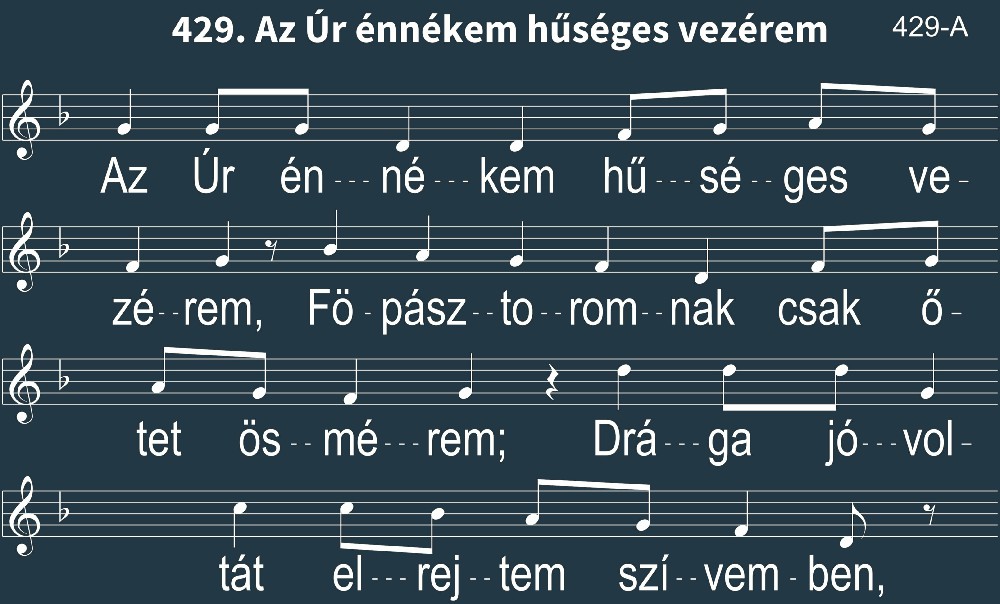 429. Az Úr énnékem hűséges vezérem 429-A
Az Úr én---né---kem hű---sé--ges ve-
zé--rem, Fö-pász--to--rom--nak csak ő-
tet ös--mé---rem; Drá---ga jó---vol-
tát el---rej--tem szí--vem-ben,